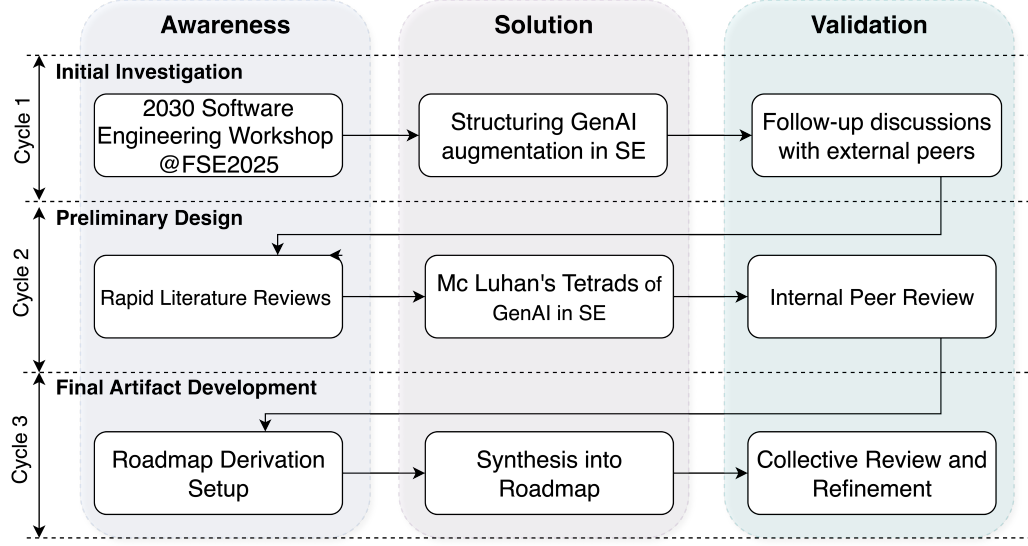 Awareness
Solution
Validation
Cycle 1
Initial Investigation
2030 Software
Engineering Workshop
@FSE2025
Structuring GenAI
augmentation in SE
Follow-up discussions
with external peers
Cycle 2
Preliminary Design
Rapid Literature Reviews
Mc Luhan's Tetrads of
GenAI in SE
Internal Peer Review
Cycle 3
Final Artifact Development
Roadmap Derivation
Setup
Synthesis into
Roadmap
Collective Review and
Refinement